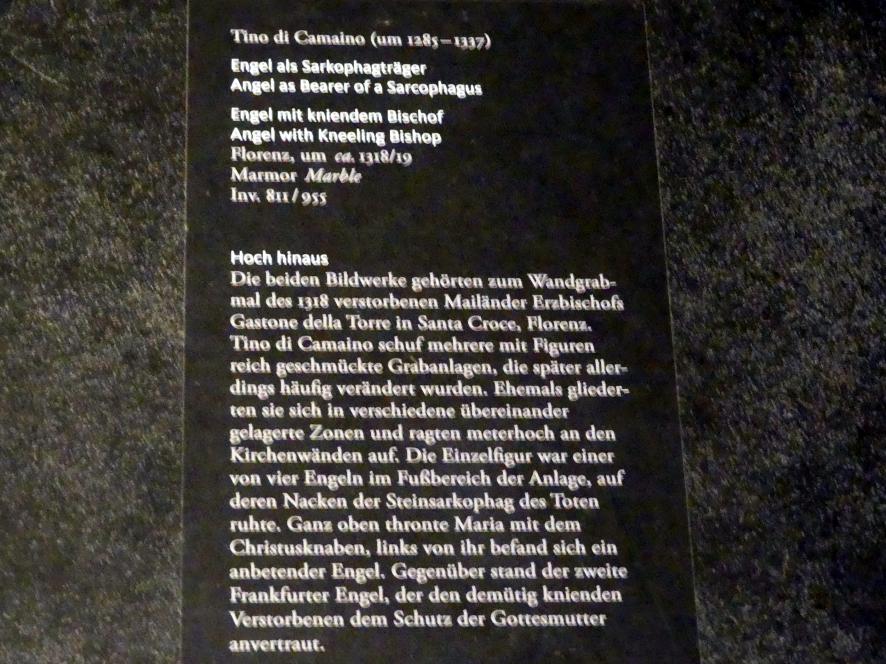 Tino di Camaino (um 1285–1337)
Engel als Sarkophagträger
Angel as Bearer of a Sarcophagus
Engel mit kniendem Bischof
Angel with Kneeling Bishop
Florenz, um ca. 1318/19
Marmor Marble
Inv. 811 / 955
Hoch hinaus
Die beiden Bildwerke gehörten zum Wandgrab-
mal des 1318 verstorbenen Mailänder Erzbischofs
Gastone della Torre in Santa Croce, Florenz.
Tino di Camaino schuf mehrere mit Figuren
reich geschmückte Grabanlagen, die später aller-
dings häufig verändert wurden. Ehemals glieder-
ten sie sich in verschiedene übereinander
gelagerte Zonen und ragten meterhoch an den
Kirchenwänden auf. Die Einzelfigur war einer
von vier Engeln im Fußbereich der Anlage, auf
deren Nacken der Steinsarkophag des Toten
ruhte. Ganz oben thronte Maria mit dem
Christusknaben, links von ihr befand sich ein
anbetender Engel. Gegenüber stand der zweite
Frankfurter Engel, der den demütig knienden
Verstorbenen dem Schutz der Gottesmutter
anvertraut.